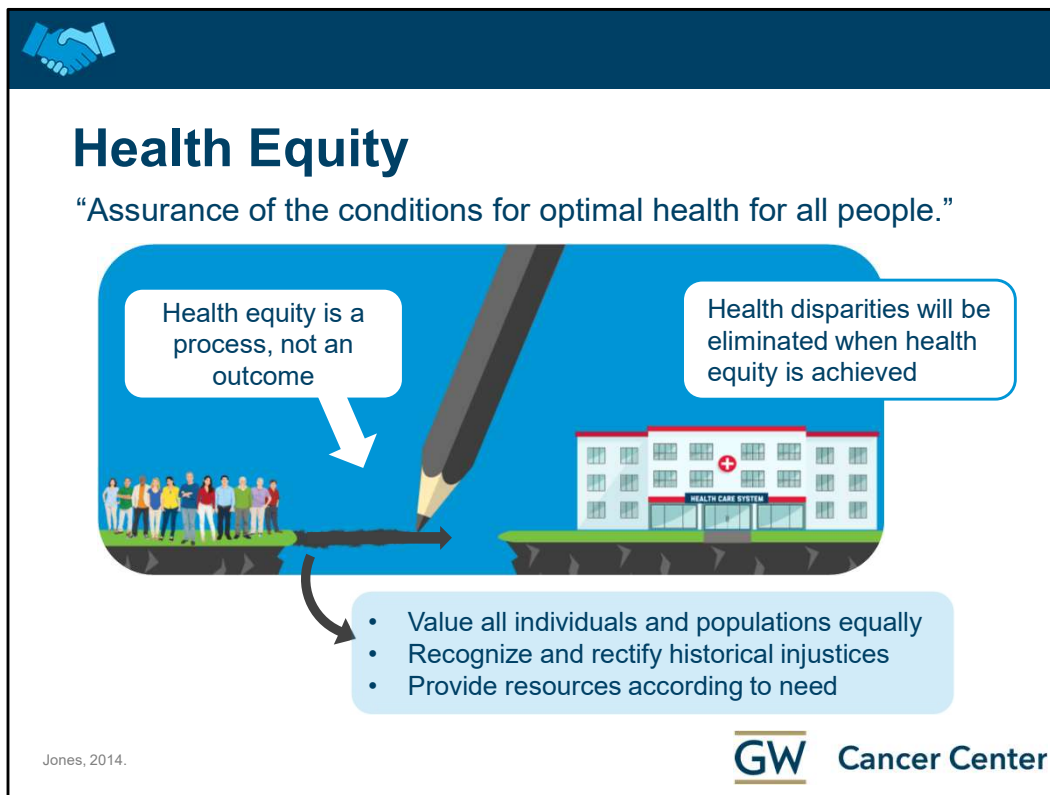 Health Equity
“Assurance of the conditions for optimal health for all people.”
Health equity is a
process, not an
outcome
Health disparities will be
eliminated when health
equity is achieved
HEALTH CARE SYSTEM
• Value all individuals and populations equally
• Recognize and rectify historical injustices
• Provide resources according to need
Jones, 2014.
GW Cancer Center